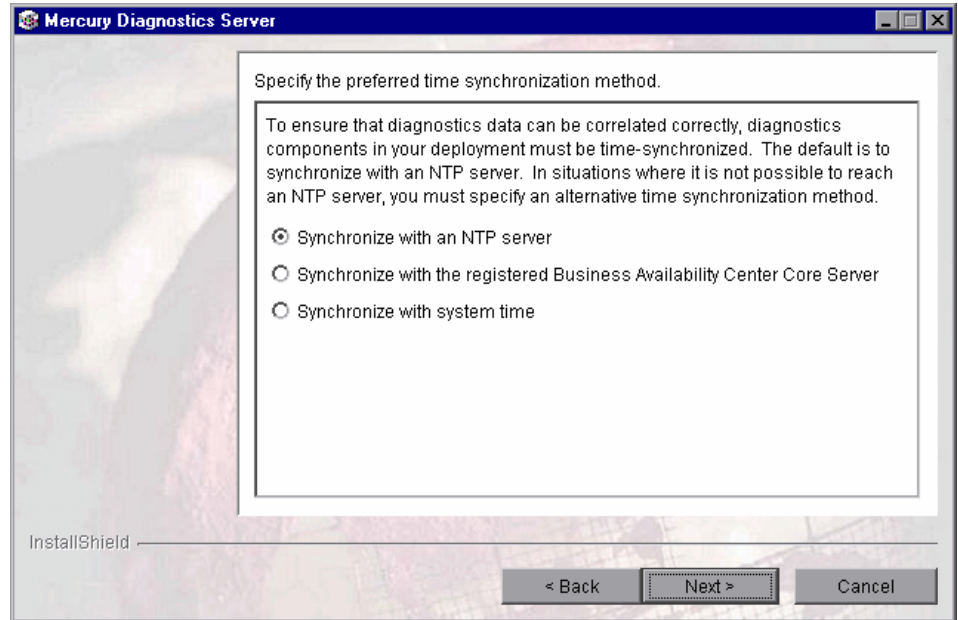 Mercury Diagnostics Server
Specify the preferred time synchronization method.
To ensure that diagnostics data can be correlated correctly, diagnostics
components in your deployment must be time-synchronized. The default is to
synchronize with an NTP server. In situations where it is not possible to reach
an NTP server, you must specify an alternative time synchronization method.
Synchronize with an NTP server
Synchronize with the registered Business Availability Center Core Server
Synchronize with system time
InstallShield
< Back
Next >
Cancel